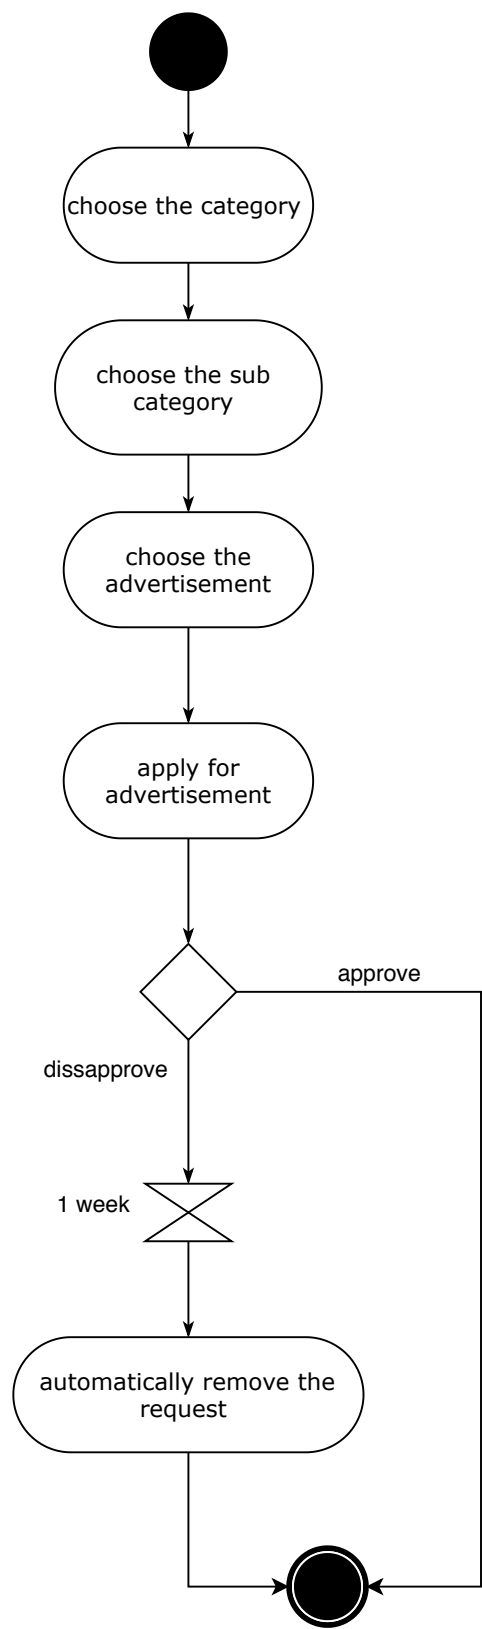 choose the category
choose the sub
category
choose the
advertisement
apply for
advertisement
approve
dissapprove
1 week
automatically remove the
request